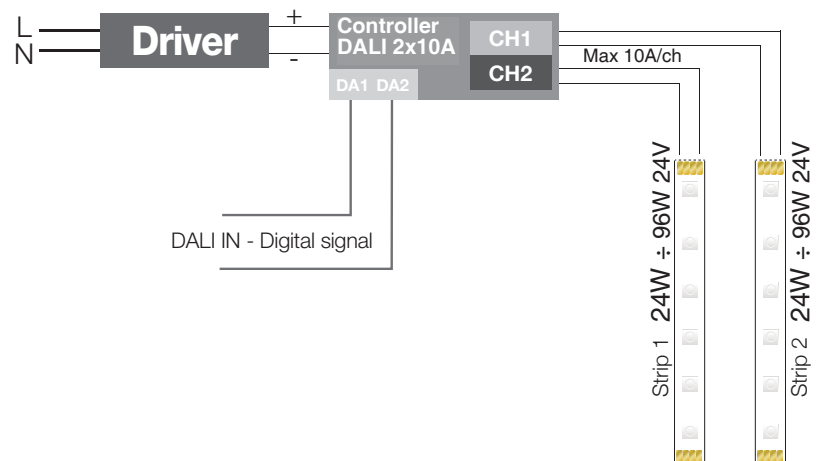 L
N
Driver
+
-
Controller
DALI 2x10A
DA1 DA2
CH1
CH2
Max 10A/ch
DALI IN - Digital signal
Strip 1 24W ÷ 96W 24V
Strip 2 24W ÷ 96W 24V